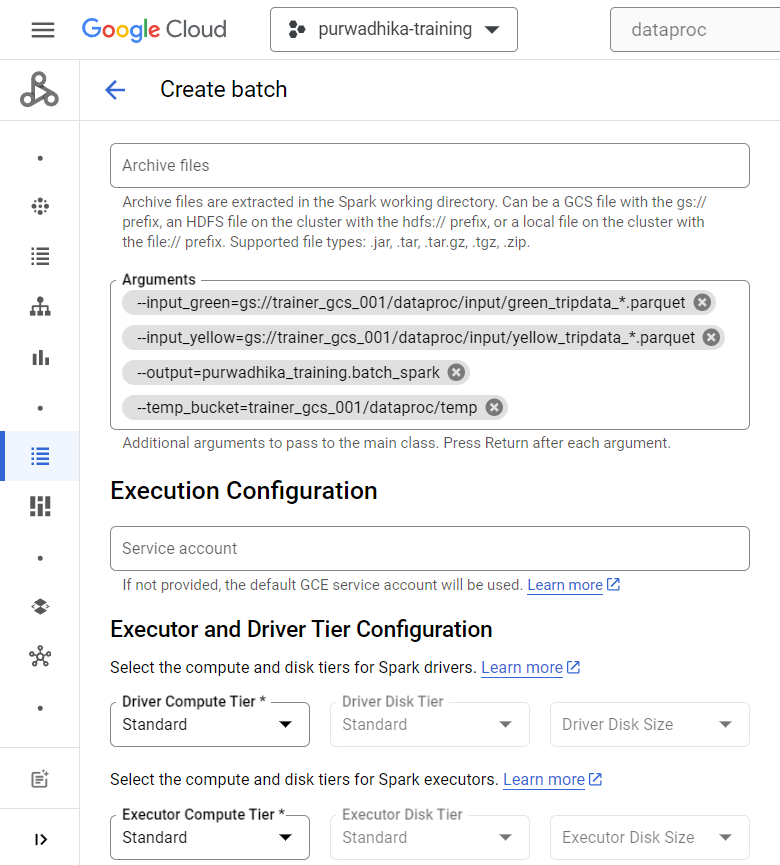 Google Cloud
purwadhika-training
dataproc
Create batch
Archive files
Archive files are extracted in the Spark working directory. Can be a GCS file with the gs://
prefix, an HDFS file on the cluster with the hdfs:// prefix, or a local file on the cluster with
the file:// prefix. Supported file types: .jar, .tar, .tar.gz, .tgz, .zip.
Arguments
--input_green=gs://trainer_gcs_001/dataproc/input/green_tripdata_*.parquet
--input_yellow=gs://trainer_gcs_001/dataproc/input/yellow_tripdata_*.parquet
--output=purwadhika_training.batch_spark
--temp_bucket=trainer_gcs_001/dataproc/temp
Additional arguments to pass to the main class. Press Return after each argument.
Execution Configuration
Service account
If not provided, the default GCE service account will be used. Learn more
Executor and Driver Tier Configuration
Select the compute and disk tiers for Spark drivers. Learn more
Driver Compute Tier * Driver Disk Tier
Standard Standard Driver Disk Size
Select the compute and disk tiers for Spark executors. Learn more
Executor Compute Tier * Executor Disk Tier
Standard Standard Executor Disk Size